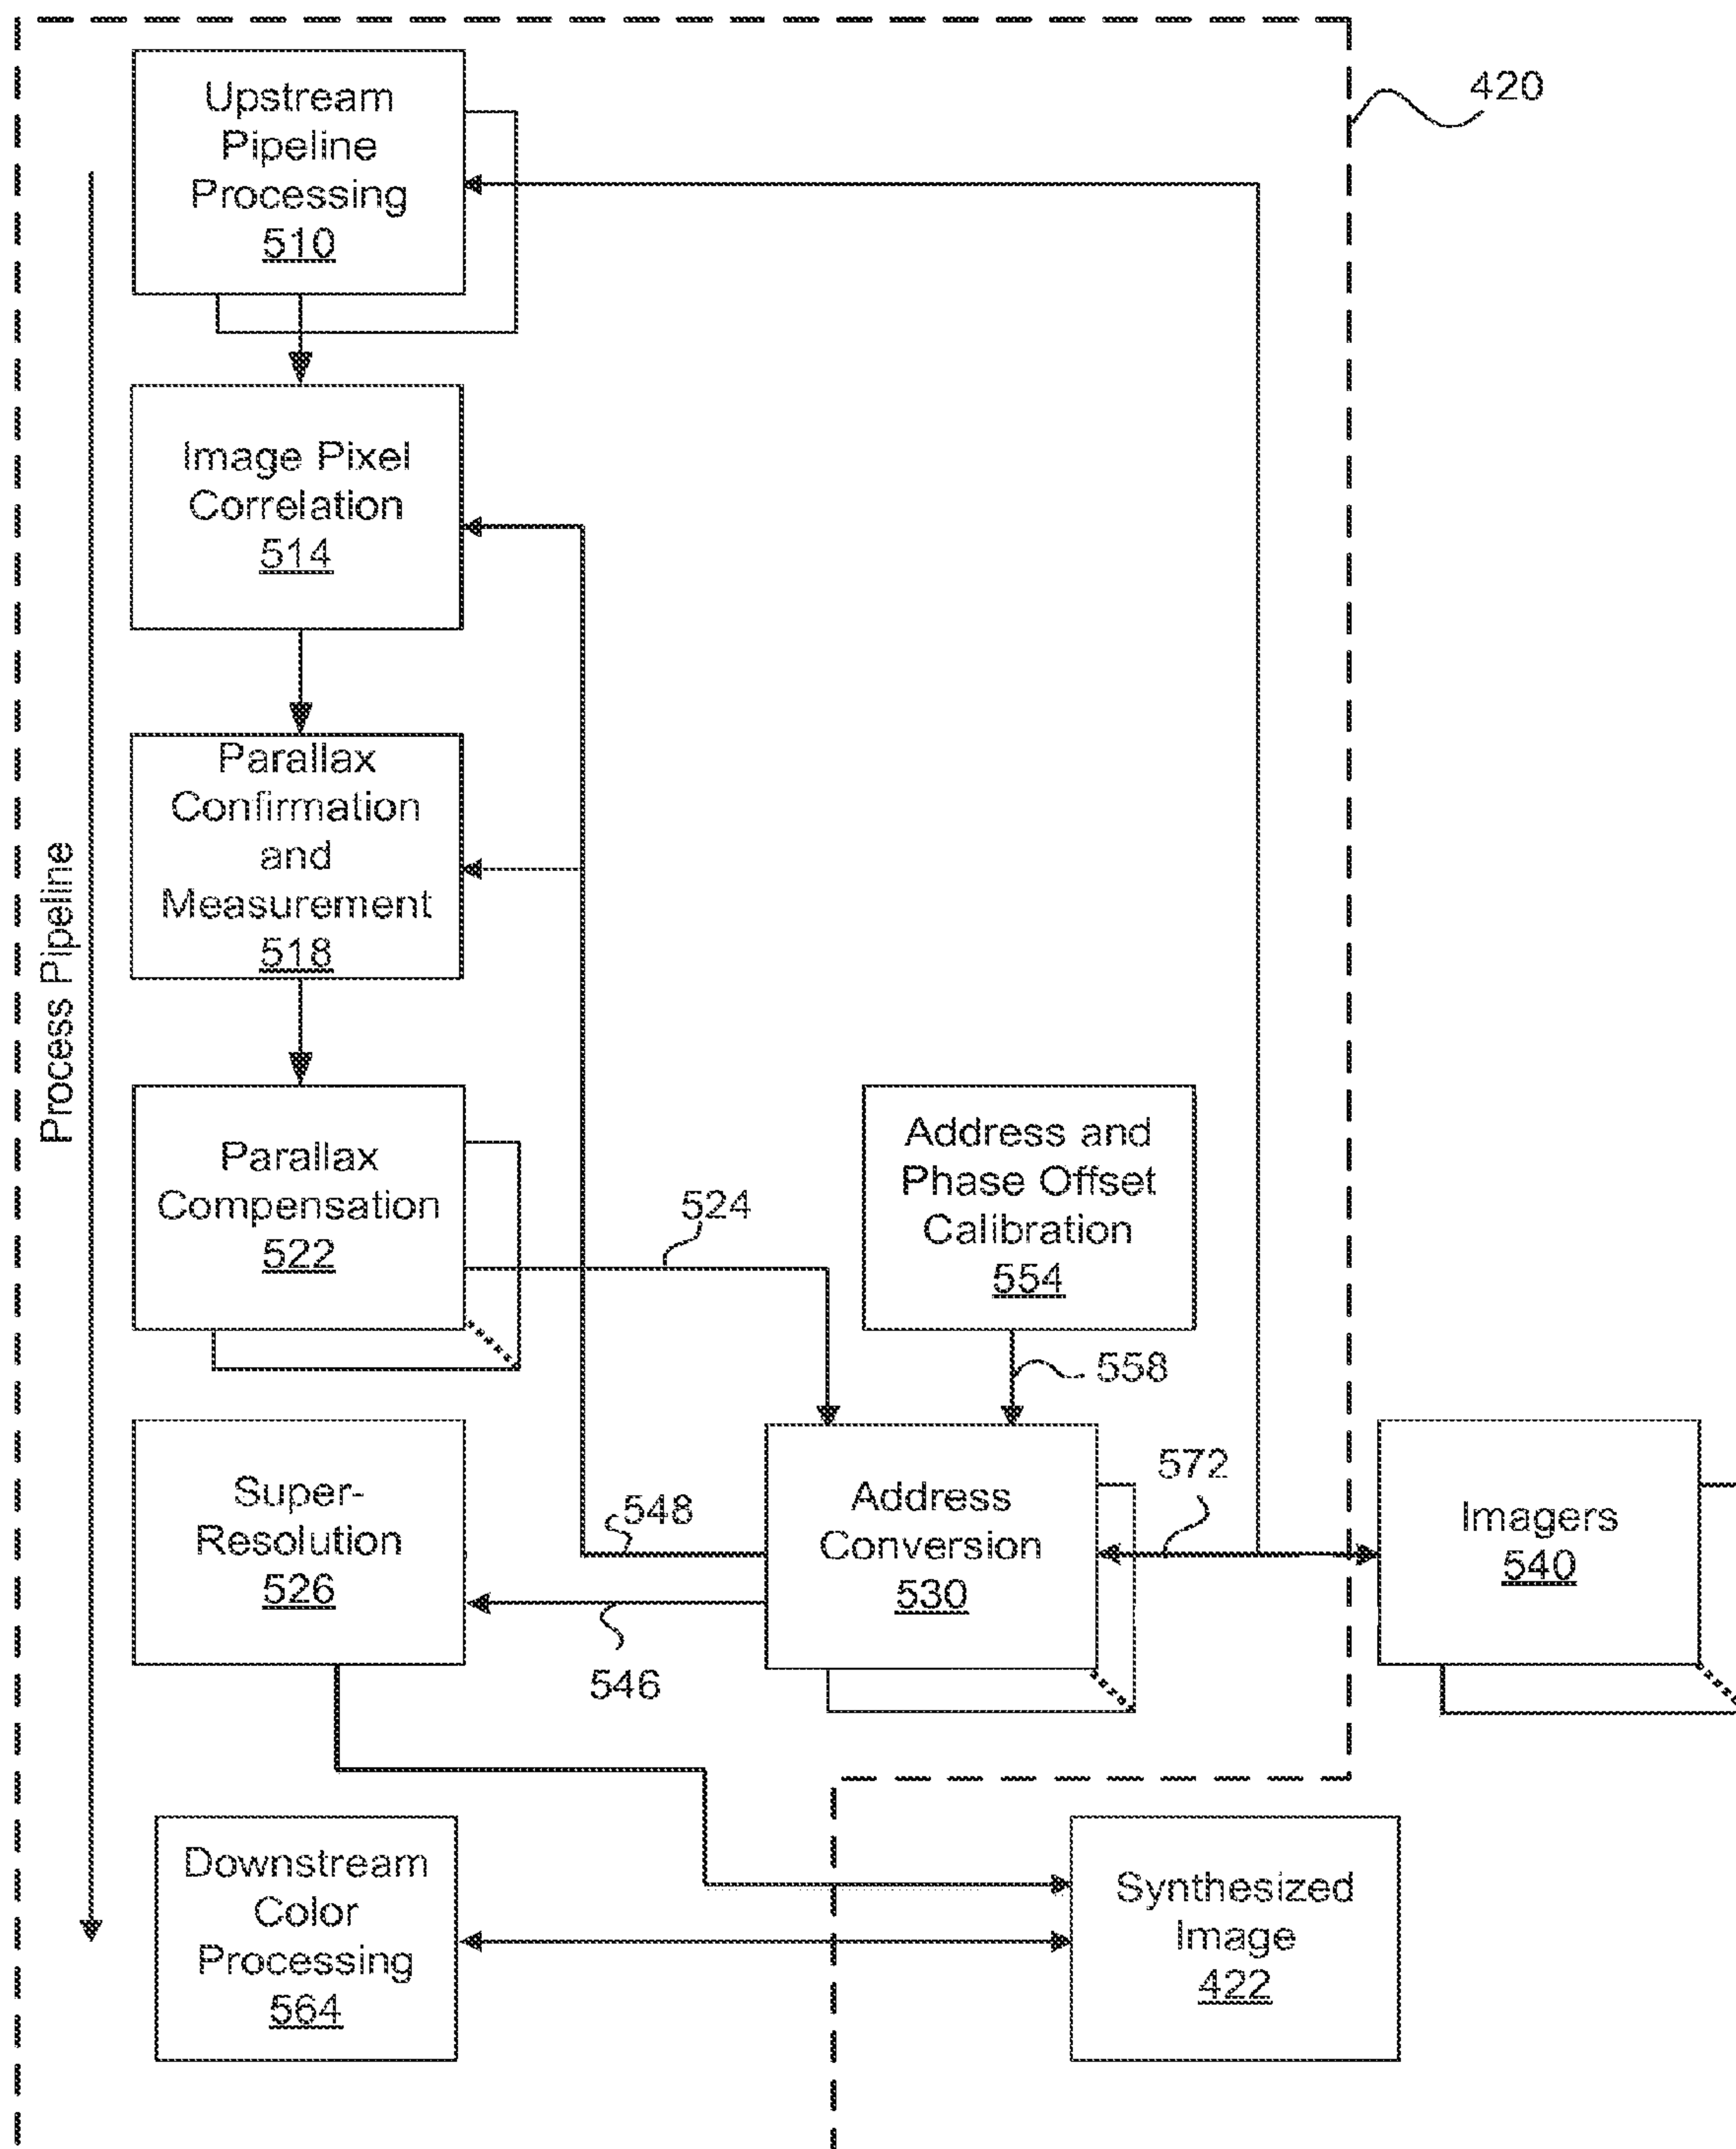 420
Upstream
Pipeline
Processing
510
Image Pixel
Correlation
514
Process Pipeline
Parallax
Confirmation
and
Measurement
518
Parallax
Compensation
522
524
Address and
Phase Offset
Calibration
554
558
Super-
Resolution
526
548
546
Address
Conversion
530
572
Imagers
540
Downstream
Color
Processing
564
Synthesized
Image
422